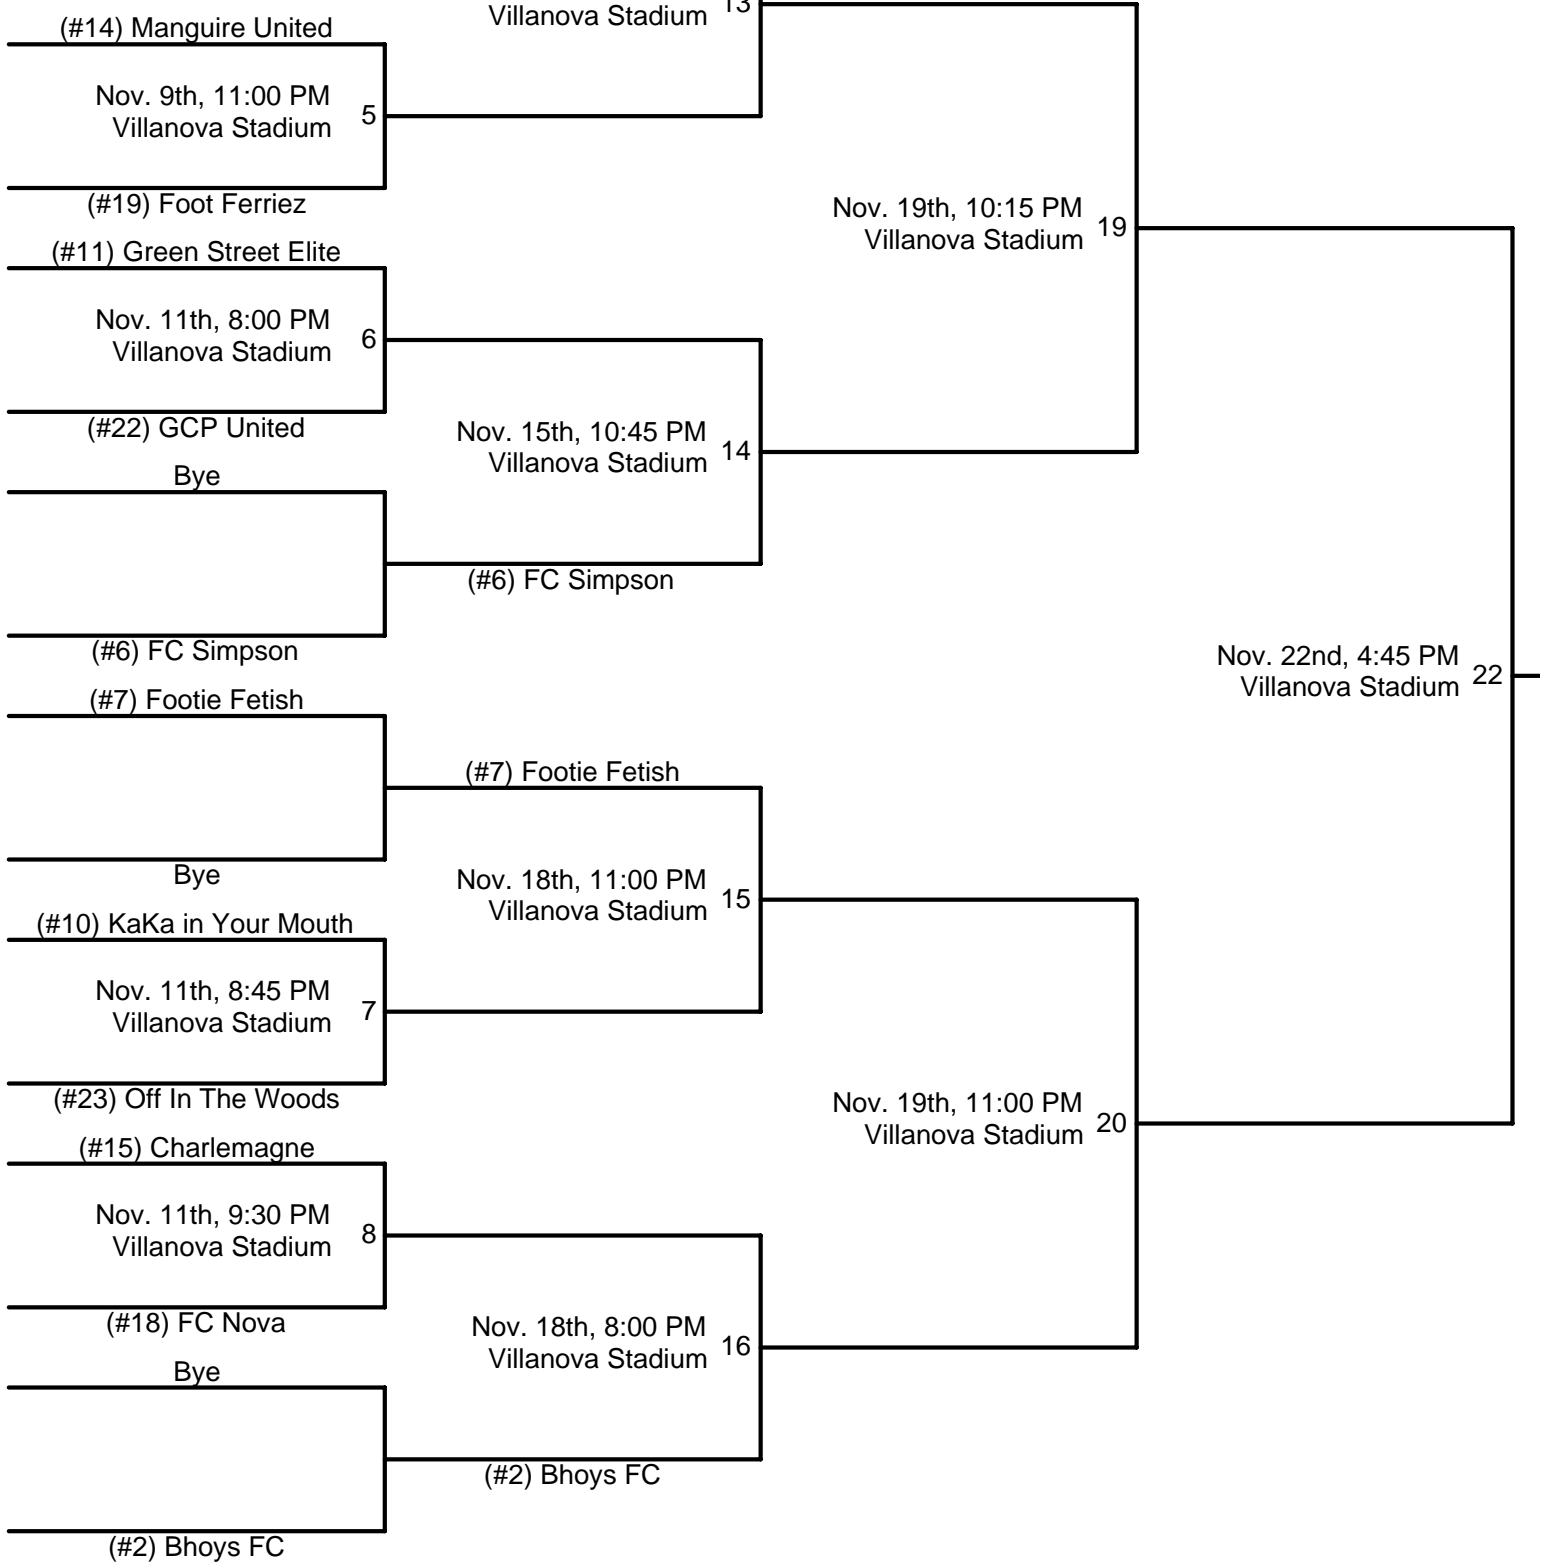 (#14) Manguire United
Nov. 9th, 11:00 PM
Villanova Stadium
5
(#19) Foot Ferriez
(#11) Green Street Elite
Nov. 11th, 8:00 PM
Villanova Stadium
6
(#22) GCP United
Bye
(#6) FC Simpson
(#7) Footie Fetish
Bye
(#10) KaKa in Your Mouth
Nov. 11th, 8:45 PM
Villanova Stadium
7
(#23) Off In The Woods
(#15) Charlemagne
Nov. 11th, 9:30 PM
Villanova Stadium
8
(#18) FC Nova
Bye
(#2) Bhoys FC
Villanova Stadium
13
Nov. 15th, 10:45 PM
Villanova Stadium
14
(#6) FC Simpson
(#7) Footie Fetish
Nov. 18th, 11:00 PM
Villanova Stadium
15
Nov. 18th, 8:00 PM
Villanova Stadium
16
(#2) Bhoys FC
Nov. 19th, 10:15 PM
Villanova Stadium
19
Nov. 19th, 11:00 PM
Villanova Stadium
20
Nov. 22nd, 4:45 PM
Villanova Stadium
22